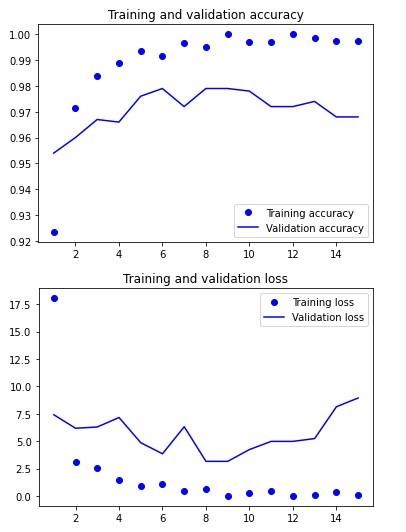 Training and validation accuracy
1.00
0.99
0.98
0.97
0.96
0.95
0.94
0.93
0.92
Training accuracy
Validation accuracy
2 4 6 8 10 12 14
Training and validation loss
17.5
15.0
12.5
10.0
7.5
5.0
2.5
0.0
Training loss
Validation loss
2 4 6 8 10 12 14